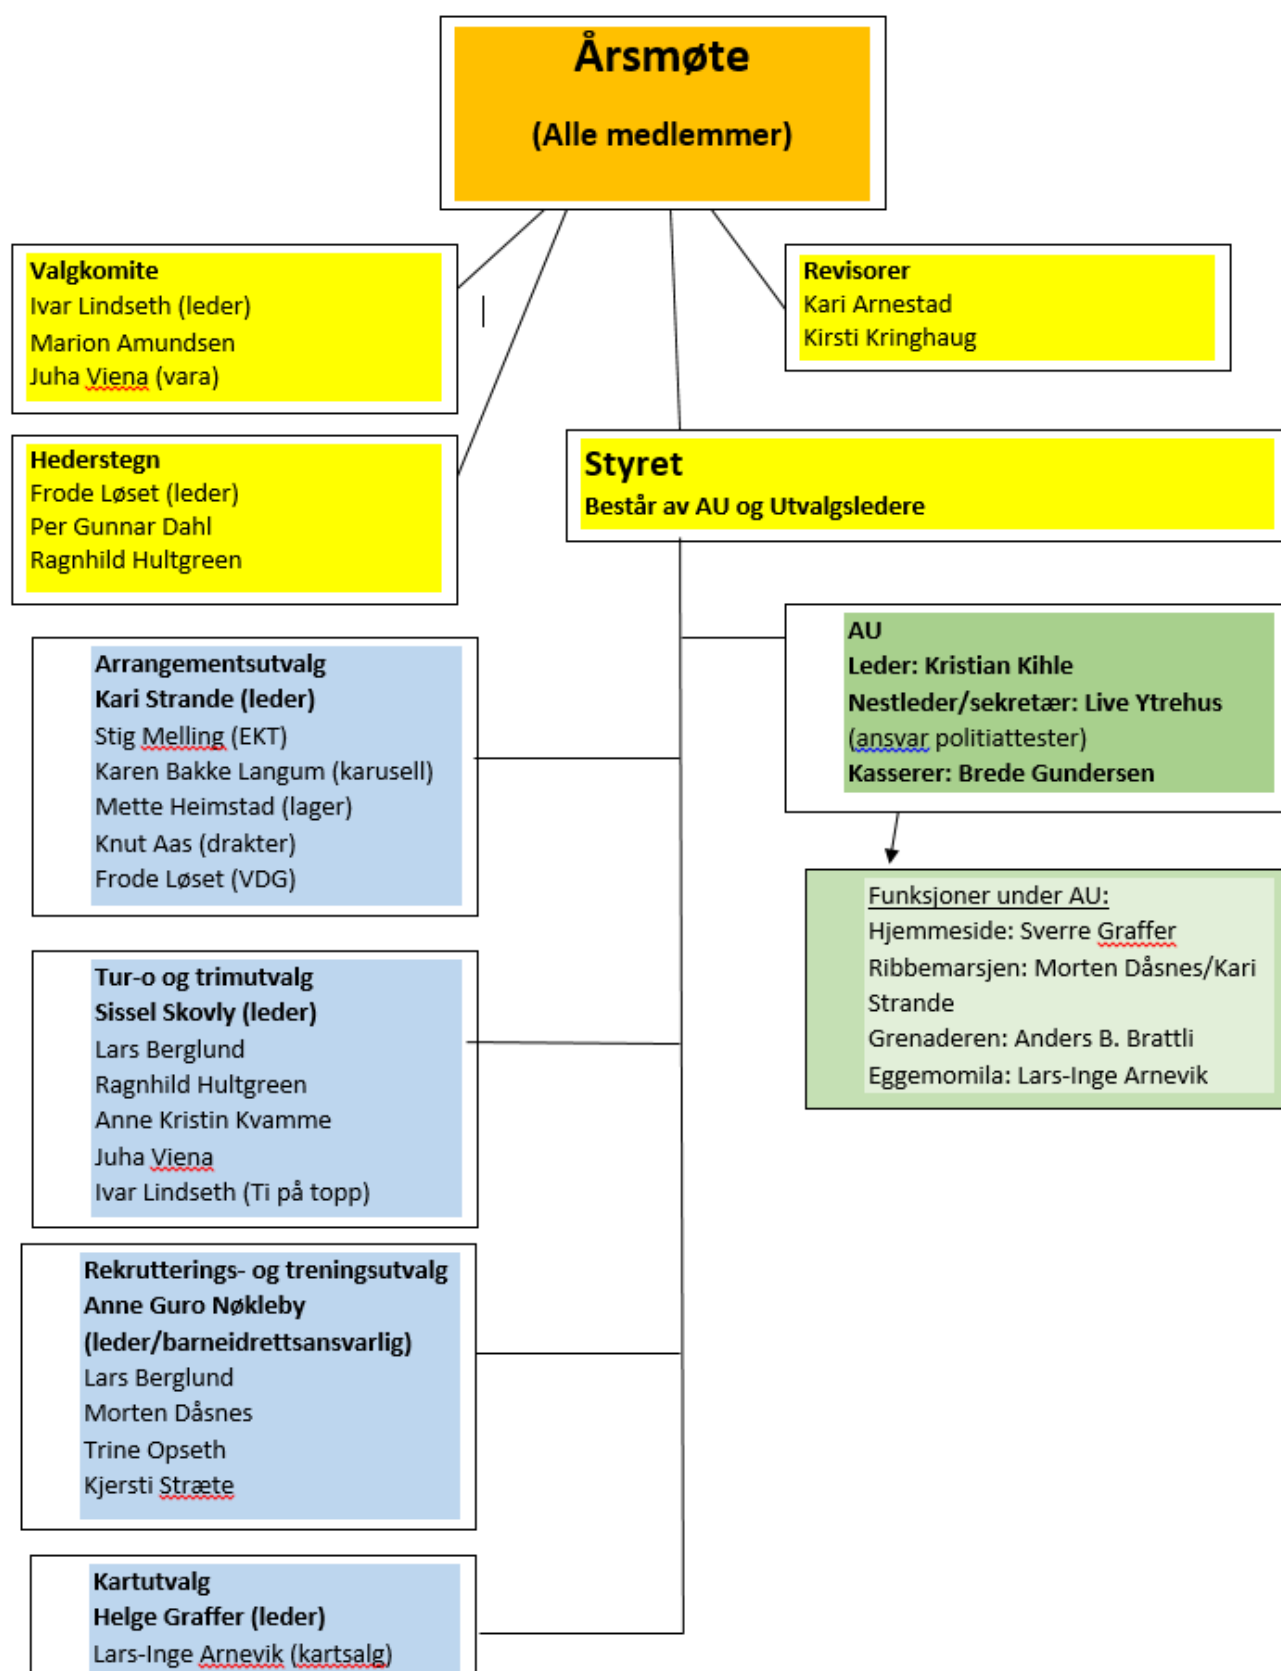 Årsmøte
(Alle medlemmer)
Valgkomite
Ivar Lindseth (leder)
Marion Amundsen
Juha Viena (vara)
Revisorer
Kari Arnestad
Kirsti Kringhaug
Hederstegn
Frode Løset (leder)
Per Gunnar Dahl
Ragnhild Hultgreen
Styret
Består av AU og Utvalgsledere
AU
Leder: Kristian Kihle
Nestleder/sekretær: Live Ytrehus
(ansvar politiattester)
Kasserer: Brede Gundersen
Funksjoner under AU:
Hjemmeside: Sverre Graffer
Ribbemarsjen: Morten Dåsnes/Kari
Strande
Grenaderen: Anders B. Brattli
Eggemomila: Lars-Inge Arnevik
Arrangementsutvalg
Kari Strande (leder)
Stig Melling (EKT)
Karen Bakke Langum (karusell)
Mette Heimstad (lager)
Knut Aas (drakter)
Frode Løset (VDG)
Tur-o og trimutvalg
Sissel Skovly (leder)
Lars Berglund
Ragnhild Hultgreen
Anne Kristin Kvamme
Juha Viena
Ivar Lindseth (Ti på topp)
Rekrutterings- og treningsutvalg
Anne Guro Nøkleby
(leder/barneidrettsansvarlig)
Lars Berglund
Morten Dåsnes
Trine Opseth
Kjersti Stræte
Kartutvalg
Helge Graffer (leder)
Lars-Inge Arnevik (kartsalg)